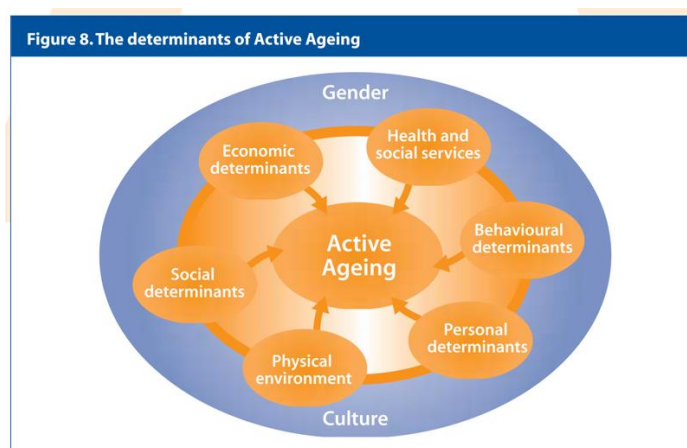 Figure 8. The determinants of Active Ageing
Gender
Economic
determinants
Health and
social services
Active
Ageing
Behavioural
determinants
Social
determinants
Personal
determinants
Physical
environment
Culture